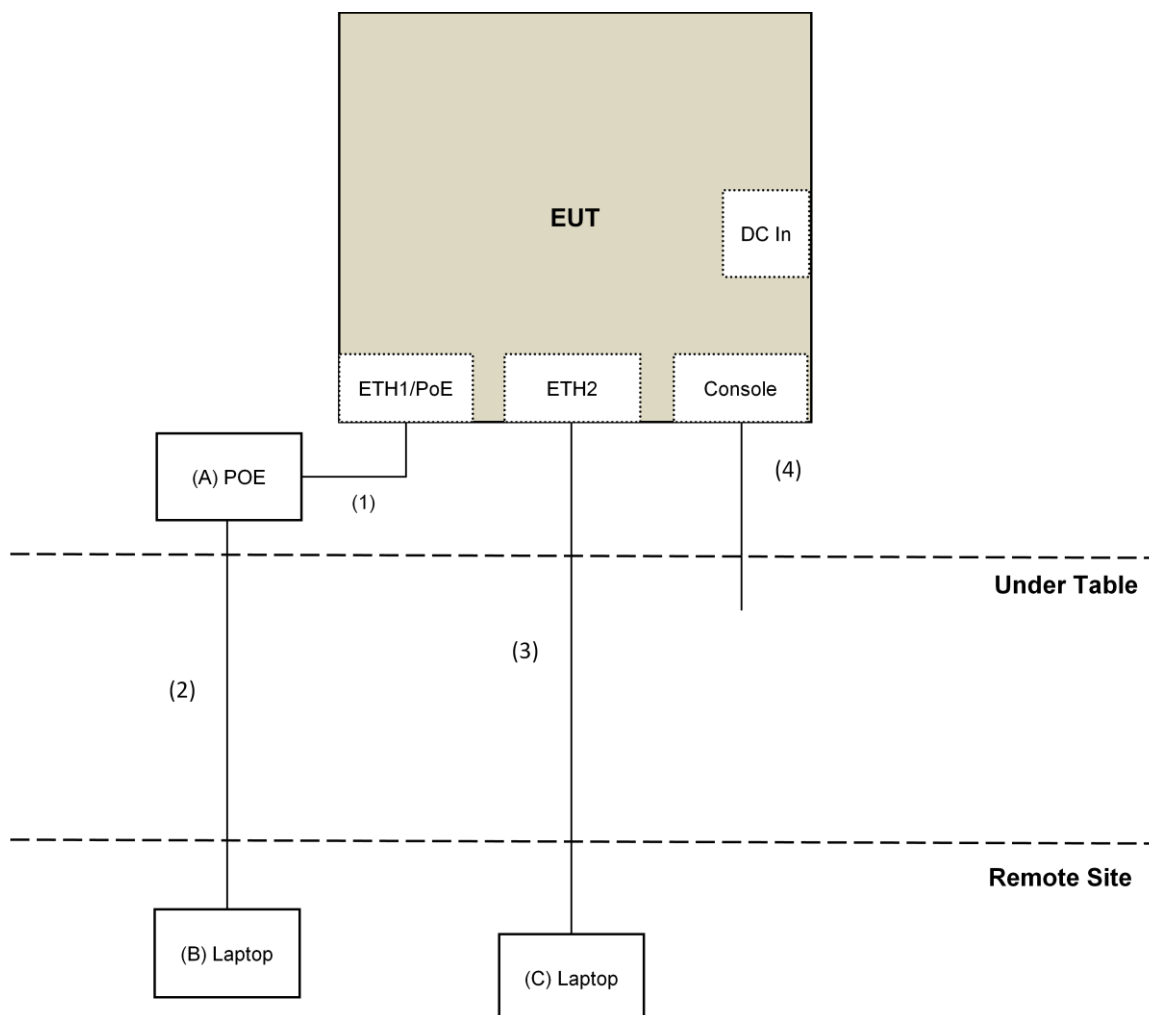 EUT
DC In
ETH1/PoE
ETH2
Console
(A) POE
(1)
(4)
Under Table
(2)
(3)
Remote Site
(B) Laptop
(C) Laptop